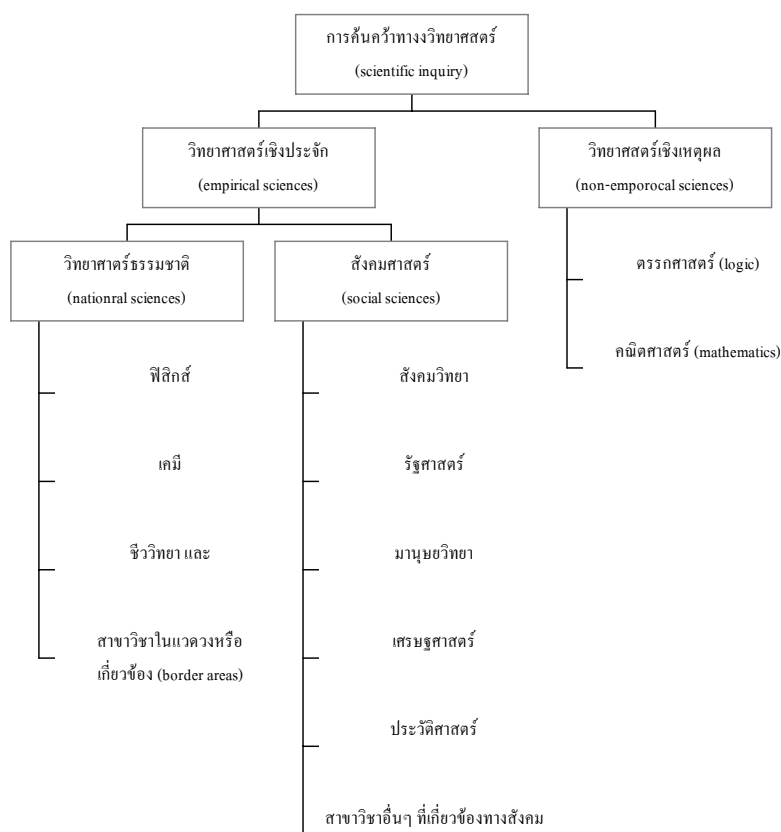 การค้นคว้าทางงวิทยาศสตร์
(scientific inquiry)
วิทยาศาสตร์เชิงประจัก
(empirical sciences)
วิทยาศสตร์เชิงเหตุผล
(non-emporocal sciences)
วิทยาศาตร์ธรรมชาติ
(nationral sciences)
สังคมศาสตร์
(social sciences)
ตรรกศาสตร์ (logic)
คณิตศาสตร์ (mathematics)
ฟิสิกส์
เคมี
ชีววิทยา และ
สาขาวิชาในแวดวงหรือ
เกี่ยวข้อง (border areas)
สังคมวิทยา
รัฐศาสตร์
มานุษยวิทยา
เศรษฐศาสตร์
ประวัติศาสตร์
สาขาวิชาอื่นๆ ที่เกี่ยวข้องทางสังคม